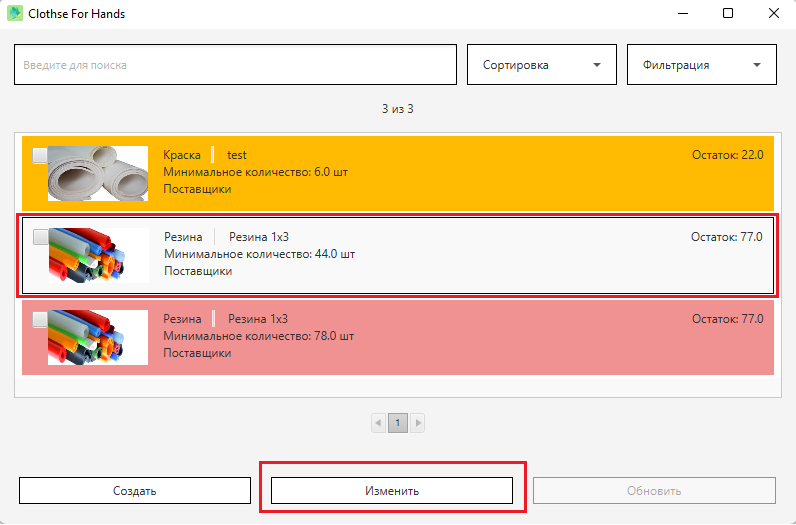 Clothse For Hands
Введите для поиска
Сортировка
Фильтрация
3 из 3
Краска test Остаток: 22.0
Минимальное количество: 6.0 шт
Поставщики
Резина Резина 1x3 Остаток: 77.0
Минимальное количество: 44.0 шт
Поставщики
Резина Резина 1x3 Остаток: 77.0
Минимальное количество: 78.0 шт
Поставщики
1
Создать
Изменить
Обновить